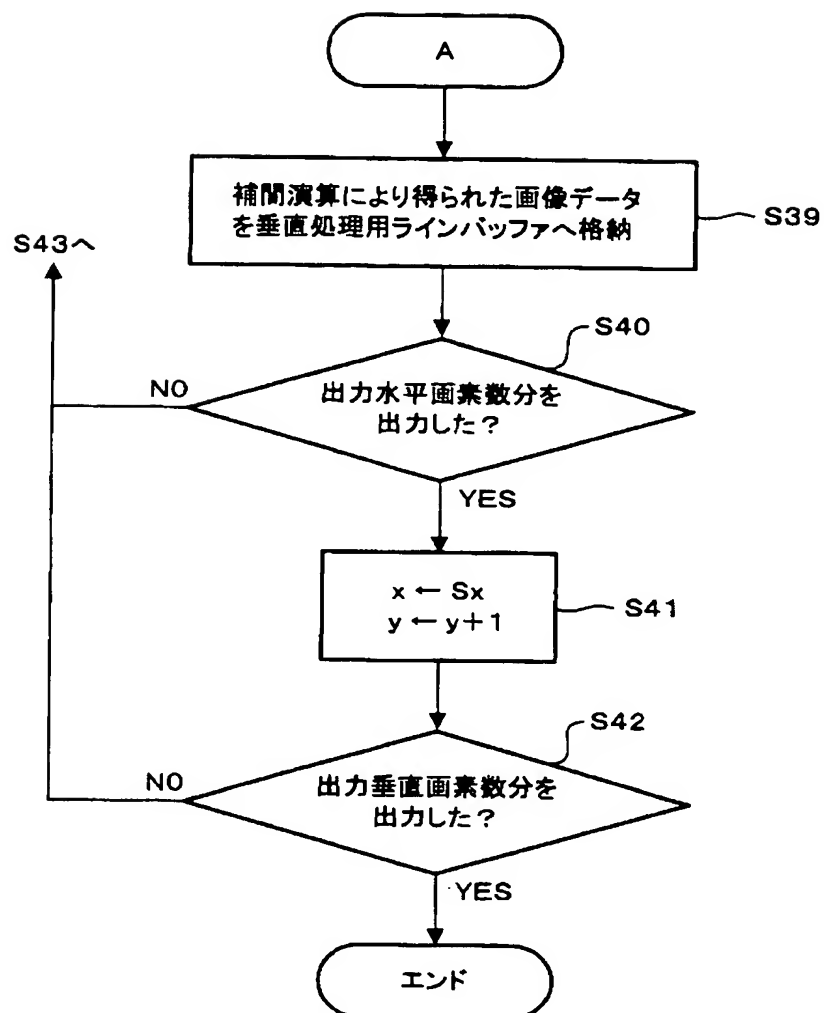 A
補間演算により得られた画像データ
を垂直処理用ラインバッファへ格納
S39
S43へ
S40
NO
出力水平画素数分を
出力した？
YES
x ← Sx
y ← y+1
S41
S42
NO
出力垂直画素数分を
出力した？
YES
エンド